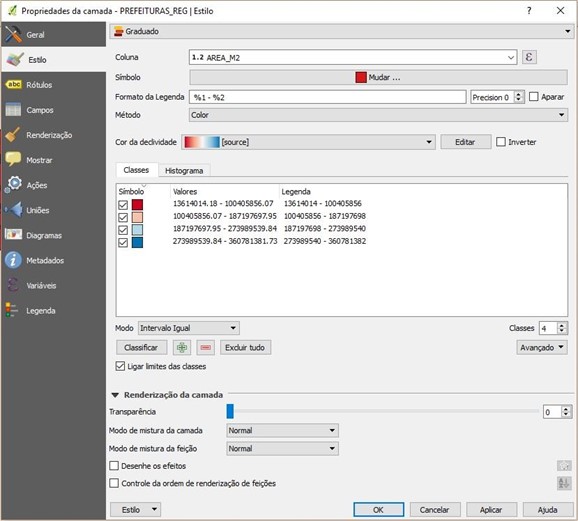 Propriedades da camada - PREFEITURAS_REG | Estilo
?
Geral
Estilo
Rótulos
Campos
Renderização
Mostrar
Ações
Uniões
Diagramas
Metadados
Variáveis
Legenda
Graduado
Coluna 1.2 AREA_M2 ε
Símbolo Mudar ...
Formato da Legenda %1 - %2 Precision 0 Aparar
Método Color
Cor da declividade [source] Editar Inverter
Classes Histograma
Símbolo Valores Legenda
13614014.18 - 100405856.07 13614014 - 100405856
100405856.07 - 187197697.95 100405856 - 187197698
187197697.95 - 273989539.84 187197698 - 273989540
273989539.84 - 360781381.73 273989540 - 360781382
Modo Intervalo Igual Classes 4
Classificar Excluir tudo Avançado
Ligar limites das classes
Renderização da camada
Transparência 0
Modo de mistura da camada Normal
Modo de mistura da feição Normal
Desenhe os efeitos
Controle da ordem de renderização de feições
Estilo OK Cancelar Aplicar Ajuda